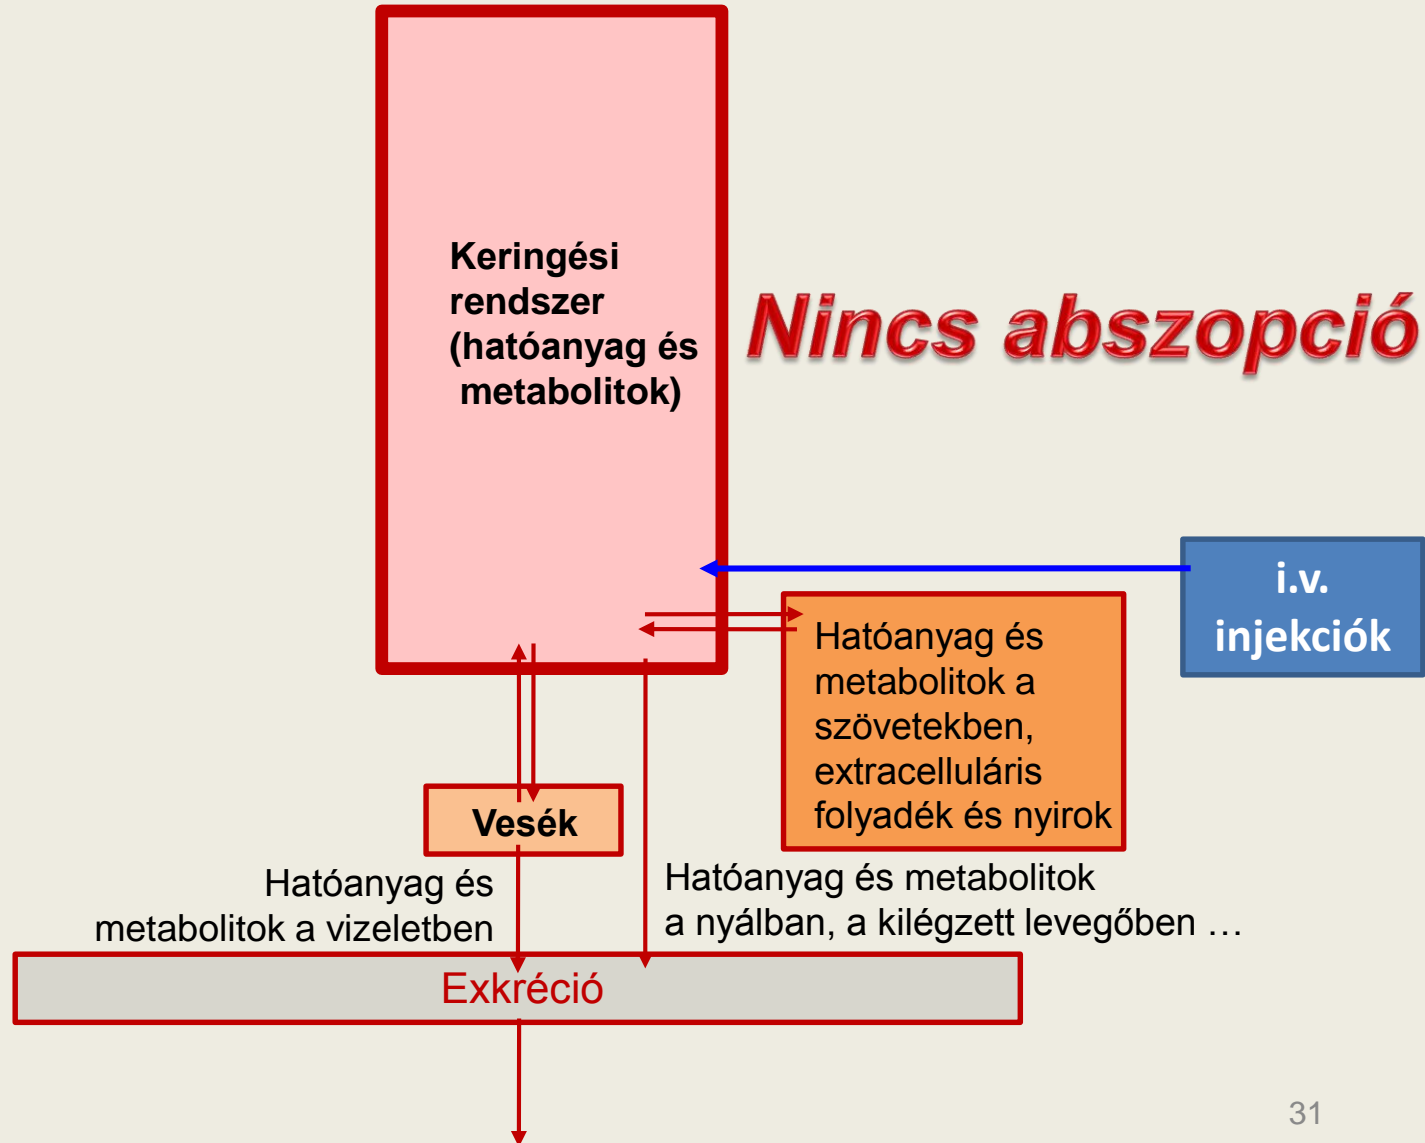 Keringési
rendszer
(hatóanyag és
metabolitok)
Nincs abszopció
i.v.
injekciók
Hatóanyag és
metabolitok a
szövetekben,
extracelluláris
folyadék és nyirok
Vesék
Hatóanyag és
metabolitok a vizeletben
Hatóanyag és metabolitok
a nyálban, a kilégzett levegőben …
Exkréció
31